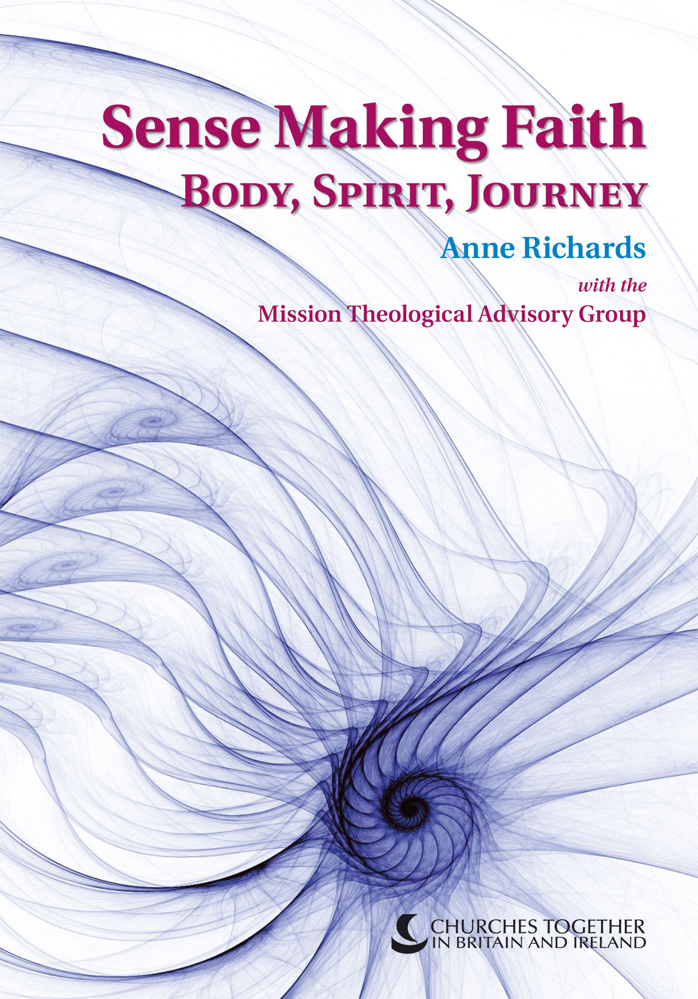 Sense Making Faith
Body, Spirit, Journey
Anne Richards
with the
Mission Theological Advisory Group
CHURCHES TOGETHER
IN BRITAIN AND IRELAND